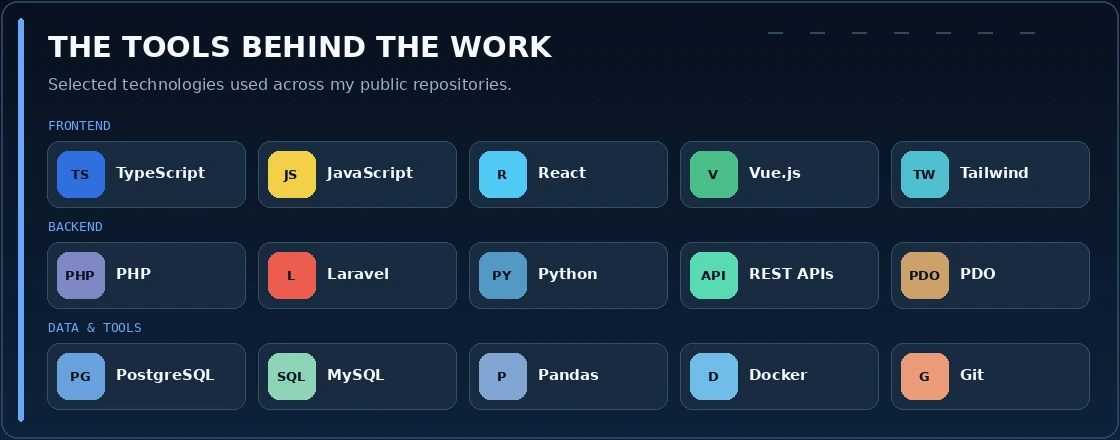 THE TOOLS BEHIND THE WORK
Selected technologies used across my public repositories.
FRONTEND
TS TypeScript JS JavaScript R React V Vue.js TW Tailwind
BACKEND
PHP PHP L Laravel PY Python API REST APIs PDO PDO
DATA & TOOLS
PG PostgreSQL SQL MySQL P Pandas D Docker G Git